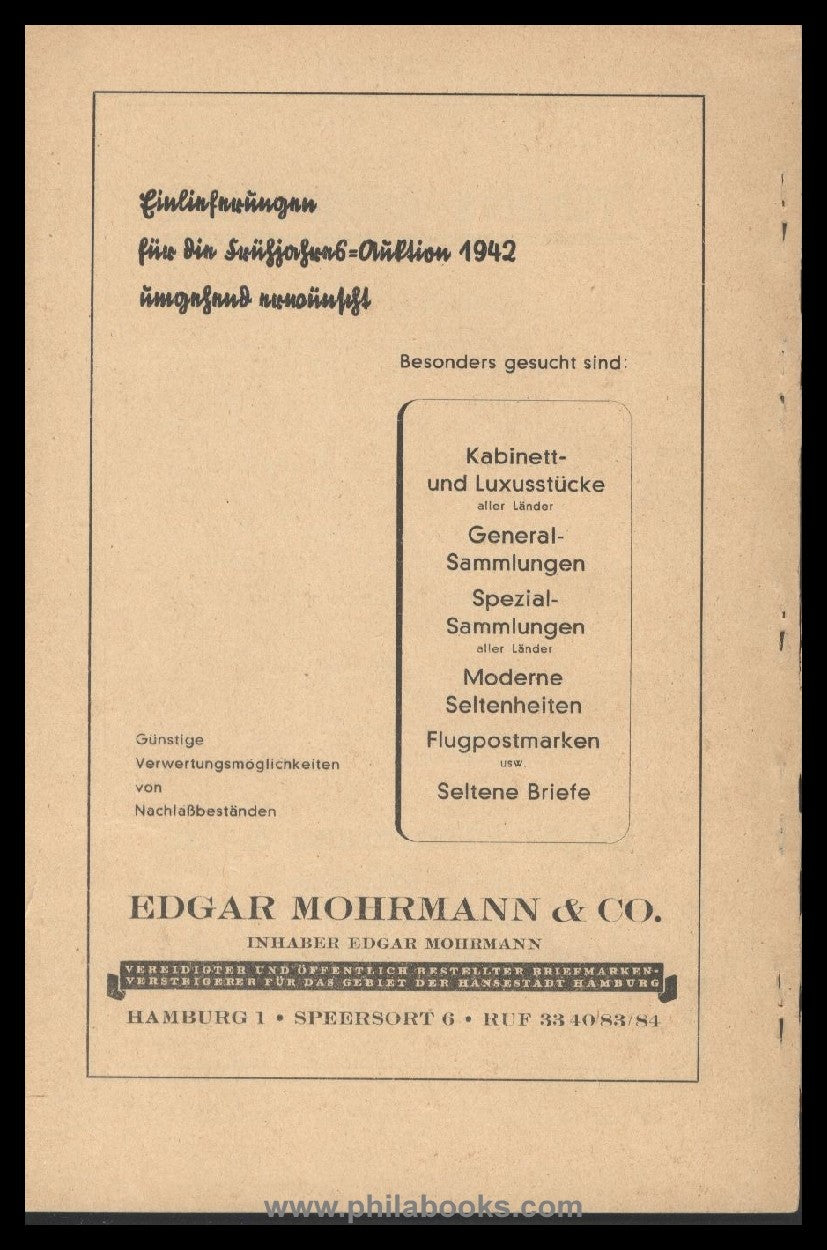 Einlieferungen
für die Frühjahres=Auktion 1942
umgehend erwünscht
Besonders gesucht sind:
Kabinett-
und Luxusstücke
aller Länder
General-
Sammlungen
Spezial-
Sammlungen
aller Länder
Moderne
Seltenheiten
Flugpostmarken
usw.
Seltene Briefe
Günstige
Verwertungsmöglichkeiten
von
Nachlaßbeständen
EDGAR MOHRMANN & CO.
INHABER EDGAR MOHRMANN
VEREIDIGTER UND ÖFFENTLICH BESTELLTER BRIEFMARKEN-
VERSTEIGERER FÜR DAS GEBIET DER HANSESTADT HAMBURG
HAMBURG 1 • SPEERSORT 6 • RUF 33 40/83/84
www.philabooks.com